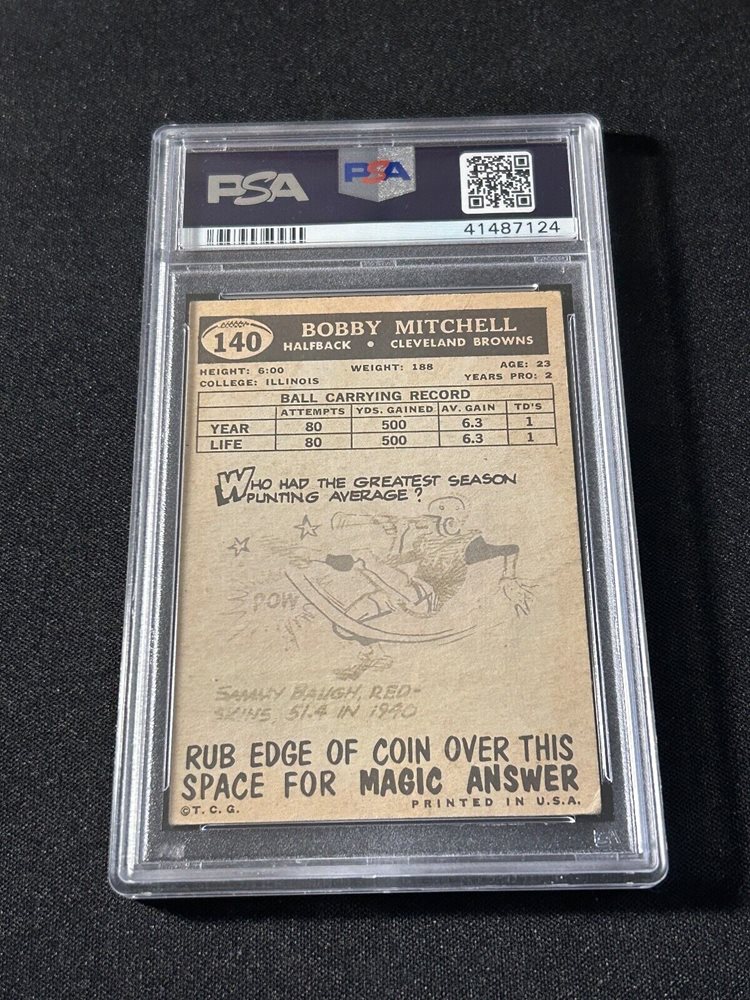 PSA PSA
41487124
140 BOBBY MITCHELL
HALFBACK • CLEVELAND BROWNS
HEIGHT: 6:00 WEIGHT: 188 AGE: 23
COLLEGE: ILLINOIS YEARS PRO: 2
BALL CARRYING RECORD
ATTEMPTS YDS. GAINED AV. GAIN TD'S
YEAR 80 500 6.3 1
LIFE 80 500 6.3 1
WHO HAD THE GREATEST SEASON
PUNTING AVERAGE?
POW
SAMMY BAUGH, RED-
SKINS, 51.4 IN 1940
RUB EDGE OF COIN OVER THIS
SPACE FOR MAGIC ANSWER
©T. C. G. PRINTED IN U.S.A.